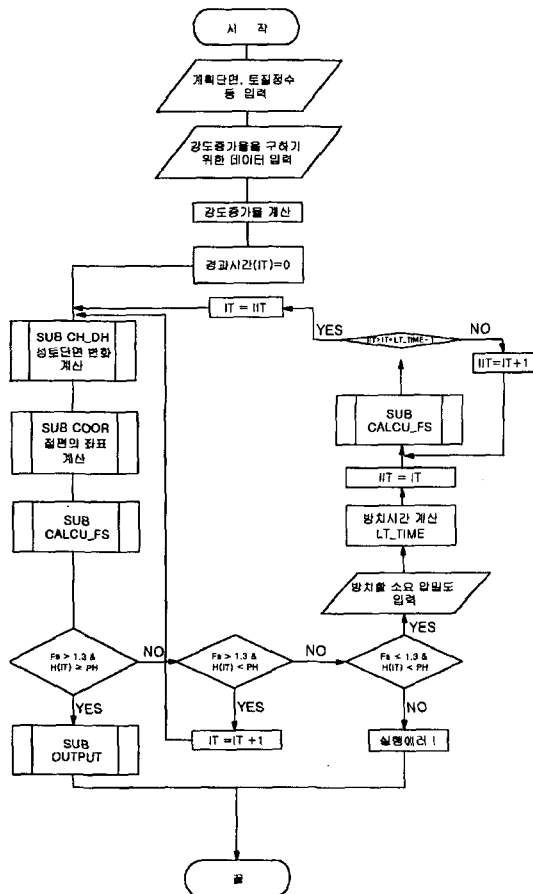 시 작
계획단면, 토질정수
등 입력
강도증가율을 구하기
위한 데이터 입력
강도증가율 계산
경과시간(IT)=0
IT = IIT
YES
NO
IIT=IT+1
SUB CH_DH
성토단면 변화
계산
SUB COOR
절편의 좌표
계산
SUB
CALCU_FS
SUB
CALCU_FS
IIT = IT
방치시간 계산
LT_TIME
방치할 소요 압밀도
입력
YES
Fs > 1.3 &
H(IT) ≥ PH
NO
Fs > 1.3 &
H(IT) < PH
NO
Fs < 1.3 &
H(IT) < PH
YES
YES
NO
SUB
OUTPUT
IT =IT +1
실행에러 !
끝